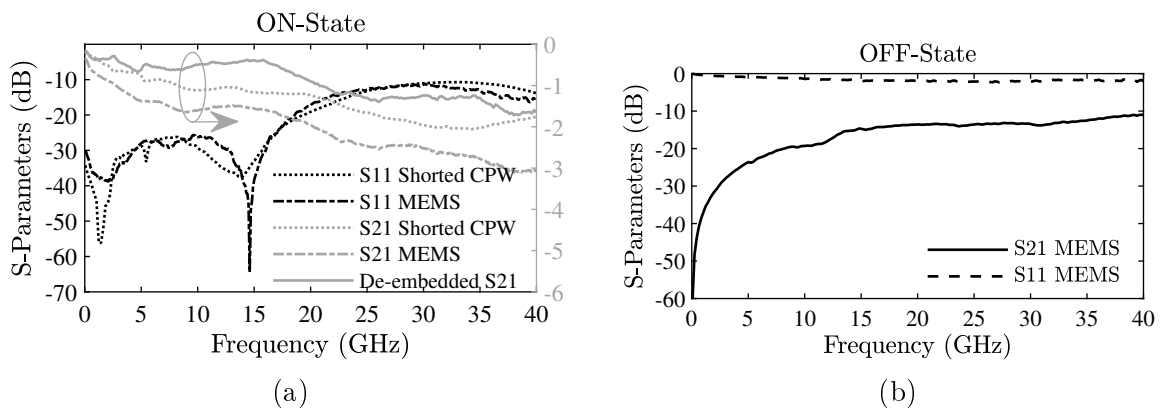 ON-State
S-Parameters (dB)
-10
-20
-30
-40
-50
-60
-70
0
-1
-2
-3
-4
-5
-6
S11 Shorted CPW
S11 MEMS
S21 Shorted CPW
S21 MEMS
De-embedded S21
0 5 10 15 20 25 30 35 40
Frequency (GHz)
(a)
OFF-State
S-Parameters (dB)
0
-10
-20
-30
-40
-50
-60
S21 MEMS
S11 MEMS
0 5 10 15 20 25 30 35 40
Frequency (GHz)
(b)